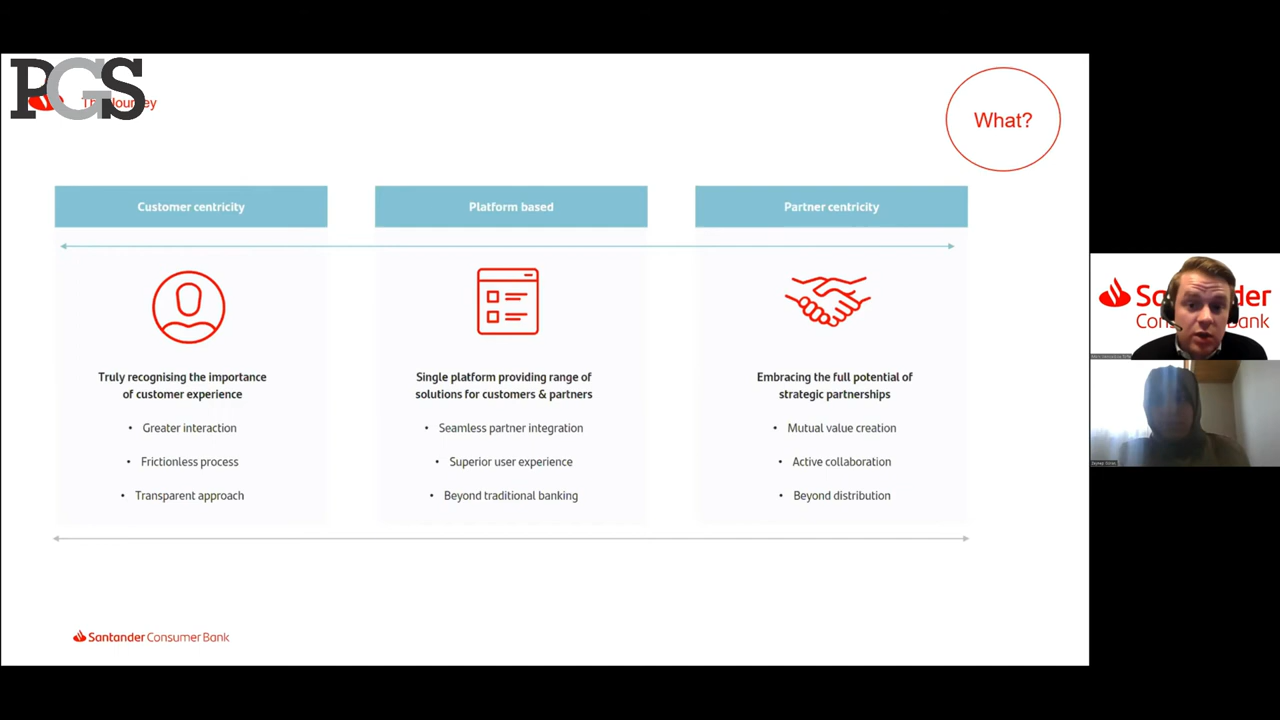 PGS
The Journey
What?
Customer centricity
Platform based
Partner centricity
Truly recognising the importance
of customer experience
• Greater interaction
• Frictionless process
• Transparent approach
Single platform providing range of
solutions for customers & partners
• Seamless partner integration
• Superior user experience
• Beyond traditional banking
Embracing the full potential of
strategic partnerships
• Mutual value creation
• Active collaboration
• Beyond distribution
Santander Consumer Bank